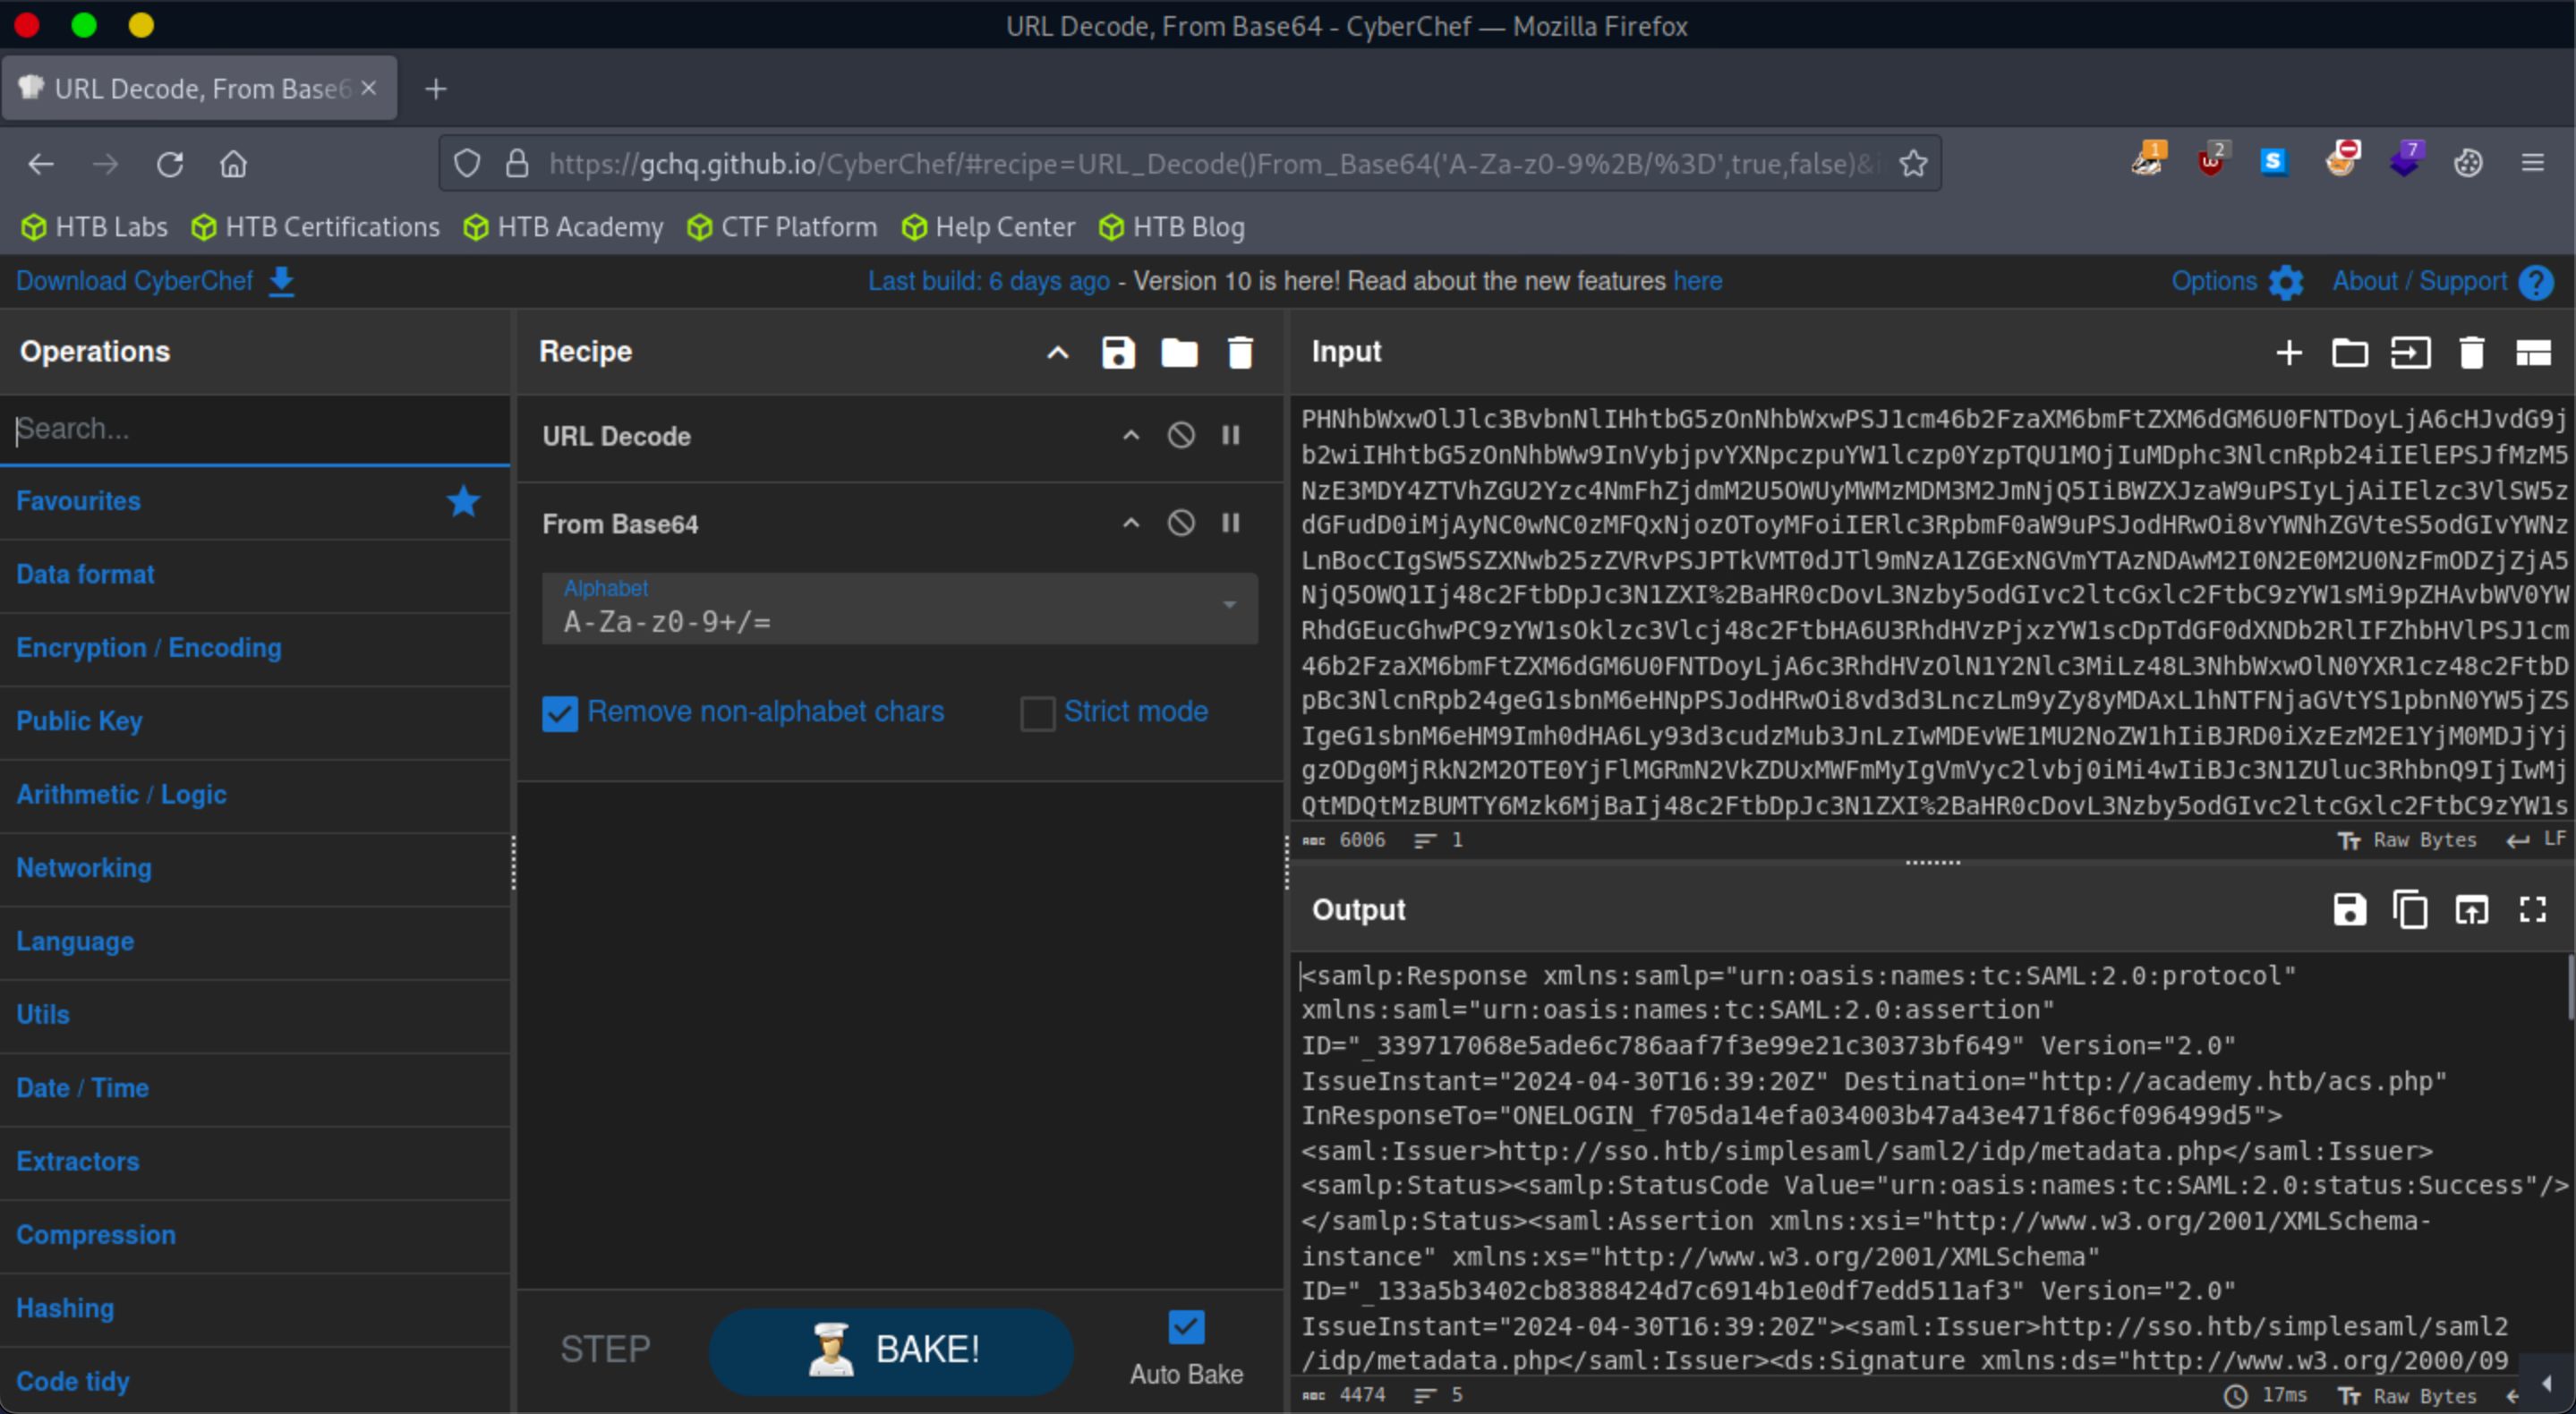 URL Decode, From Base64 - CyberChef — Mozilla Firefox
URL Decode, From Base6
https://gchq.github.io/CyberChef/#recipe=URL_Decode()From_Base64('A-Za-z0-9%2B/%3D',true,false)&i
1
2
S
7
HTB Labs
HTB Certifications
HTB Academy
CTF Platform
Help Center
HTB Blog
Download CyberChef
Last build: 6 days ago - Version 10 is here! Read about the new features here
Options
About / Support
Operations
Search...
Favourites
Data format
Encryption / Encoding
Public Key
Arithmetic / Logic
Networking
Language
Utils
Date / Time
Extractors
Compression
Hashing
Code tidy
Recipe
URL Decode
From Base64
Alphabet
A-Za-z0-9+/=
Remove non-alphabet chars
Strict mode
STEP
BAKE!
Auto Bake
Input
PHNhbWxwOlJlc3BvbnNlIHhtbG5zOnNhbWxwPSJ1cm46b2FzaXM6bmFtZXM6dGM6U0FNTDoyLjA6cHJvdG9j
b2wiIHhtbG5zOnNhbWw9InVybjpvYXNpczpuYW1lczp0YzpTQU1MOjIuMDphc3NlcnRpb24iIElEPSJfMzM5
NzE3MDY4ZTVhZGU2Yzc4NmFhZjdmM2U5OWUyMWMzMDM3M2JmNjQ5IiBWZXJzaW9uPSIyLjAiIElzc3VlSW5z
dGFudD0iMjAyNC0wNC0zMFQxNjozOToyMFoiIERlc3RpbmF0aW9uPSJodHRwOi8vYWNhZGVteS5odGIvYWNz
LnBocCIgSW5SZXNwb25zZVRvPSJPTkVMT0dJTl9mNzA1ZGExNGVmYTAzNDAwM2I0N2E0M2U0NzFmODZjZjA5
NjQ5OWQ1Ij48c2FtbDpJc3N1ZXI%2BaHR0cDovL3Nzby5odGIvc2ltcGxlc2FtbC9zYW1sMi9pZHAvbWV0YW
RhdGEucGhwPC9zYW1sOklzc3Vlcj48c2FtbHA6U3RhdHVzPjxzYW1scDpTdGF0dXNDb2RlIFZhbHVlPSJ1cm
46b2FzaXM6bmFtZXM6dGM6U0FNTDoyLjA6c3RhdHVzOlN1Y2Nlc3MiLz48L3NhbWxwOlN0YXR1cz48c2FtbD
pBc3NlcnRpb24geG1sbnM6eHNpPSJodHRwOi8vd3d3LnczLm9yZy8yMDAxL1hNTFNjaGVtYS1pbnN0YW5jZS
IgeG1sbnM6eHM9Imh0dHA6Ly93d3cudzMub3JnLzIwMDEvWE1MU2NoZW1hIiBJRD0iXzEzM2E1YjM0MDJjYj
gzODg0MjRkN2M2OTE0YjFlMGRmN2VkZDUxMWFmMyIgVmVyc2lvbj0iMi4wIiBJc3N1ZUluc3RhbnQ9IjIwMj
QtMDQtMzBUMTY6Mzk6MjBaIj48c2FtbDpJc3N1ZXI%2BaHR0cDovL3Nzby5odGIvc2ltcGxlc2FtbC9zYW1s
6006
1
Raw Bytes
LF
Output
<samlp:Response xmlns:samlp="urn:oasis:names:tc:SAML:2.0:protocol"
xmlns:saml="urn:oasis:names:tc:SAML:2.0:assertion"
ID="_339717068e5ade6c786aaf7f3e99e21c30373bf649" Version="2.0"
IssueInstant="2024-04-30T16:39:20Z" Destination="http://academy.htb/acs.php"
InResponseTo="ONELOGIN_f705da14efa034003b47a43e471f86cf096499d5">
<saml:Issuer>http://sso.htb/simplesaml/saml2/idp/metadata.php</saml:Issuer>
<samlp:Status><samlp:StatusCode Value="urn:oasis:names:tc:SAML:2.0:status:Success"/>
</samlp:Status><saml:Assertion xmlns:xsi="http://www.w3.org/2001/XMLSchema-
instance" xmlns:xs="http://www.w3.org/2001/XMLSchema"
ID="_133a5b3402cb8388424d7c6914b1e0df7edd511af3" Version="2.0"
IssueInstant="2024-04-30T16:39:20Z"><saml:Issuer>http://sso.htb/simplesaml/saml2
/idp/metadata.php</saml:Issuer><ds:Signature xmlns:ds="http://www.w3.org/2000/09
4474
5
17ms
Raw Bytes